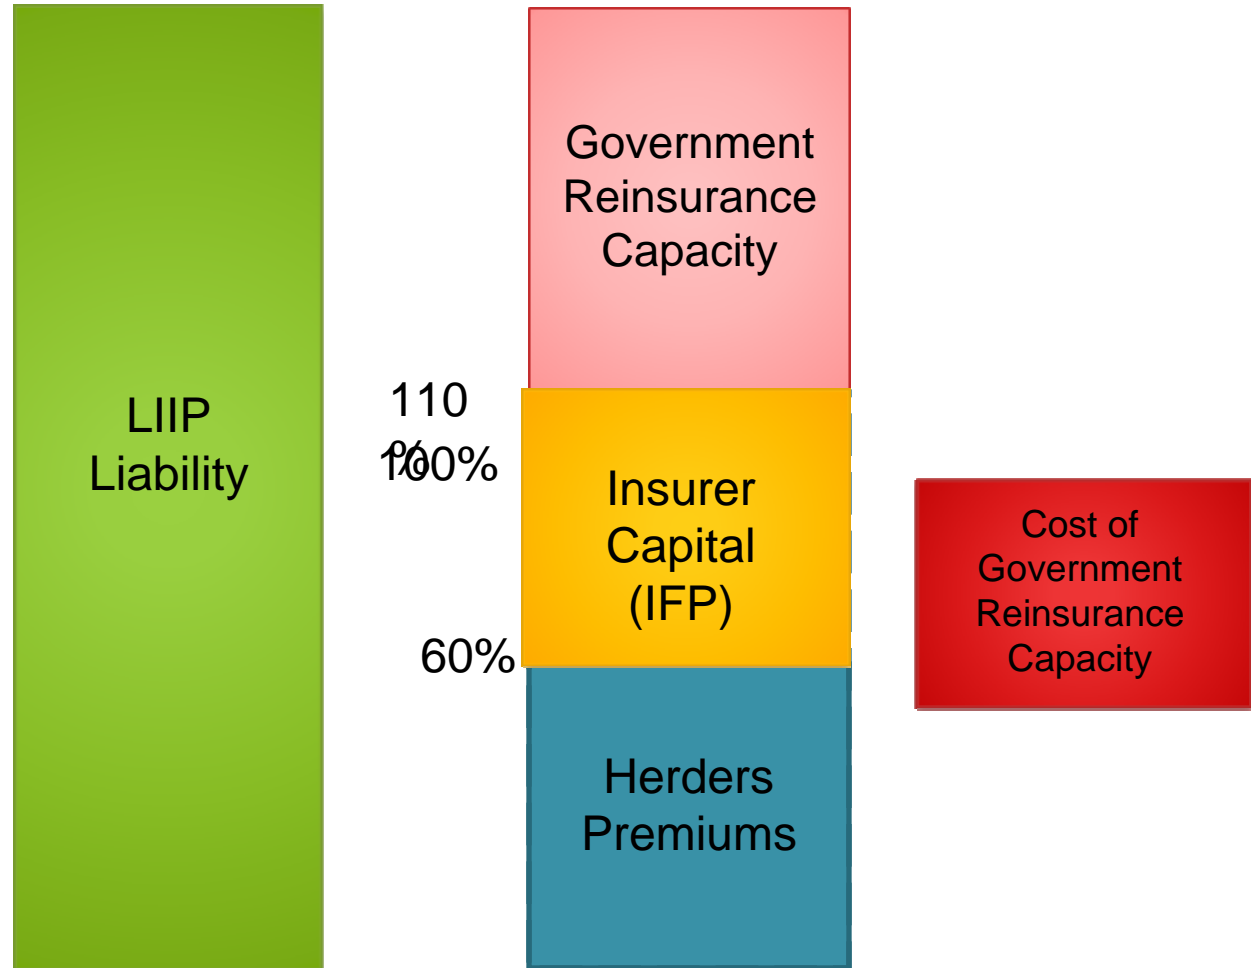 LIIP
Liability
110
%
100%
60%
Government
Reinsurance
Capacity
Insurer
Capital
(IFP)
Herders
Premiums
Cost of
Government
Reinsurance
Capacity